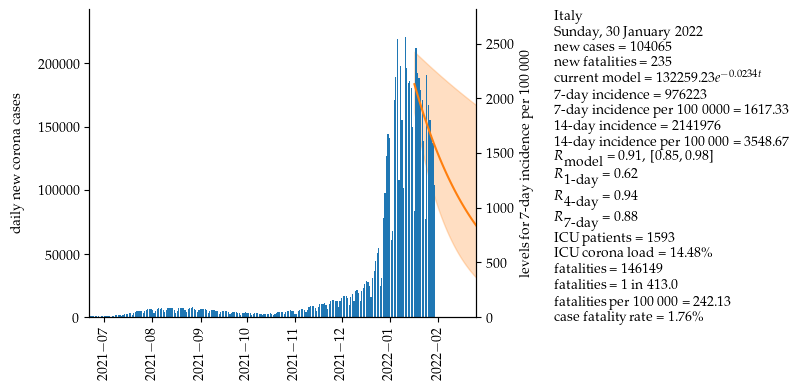 daily new corona cases
200000
150000
100000
50000
0
2021−07
2021−08
2021−09
2021−10
2021−11
2021−12
2022−01
2022−02
levels for 7-day incidence per 100 000
2500
2000
1500
1000
500
0
Italy
Sunday, 30 January 2022
new cases = 104065
new fatalities = 235
current model = 132259.23e^−0.0234t
7-day incidence = 976223
7-day incidence per 100 0000 = 1617.33
14-day incidence = 2141976
14-day incidence per 100 000 = 3548.67
R_model = 0.91, [0.85, 0.98]
R_1-day = 0.62
R_4-day = 0.94
R_7-day = 0.88
ICU patients = 1593
ICU corona load = 14.48%
fatalities = 146149
fatalities = 1 in 413.0
fatalities per 100 000 = 242.13
case fatality rate = 1.76%